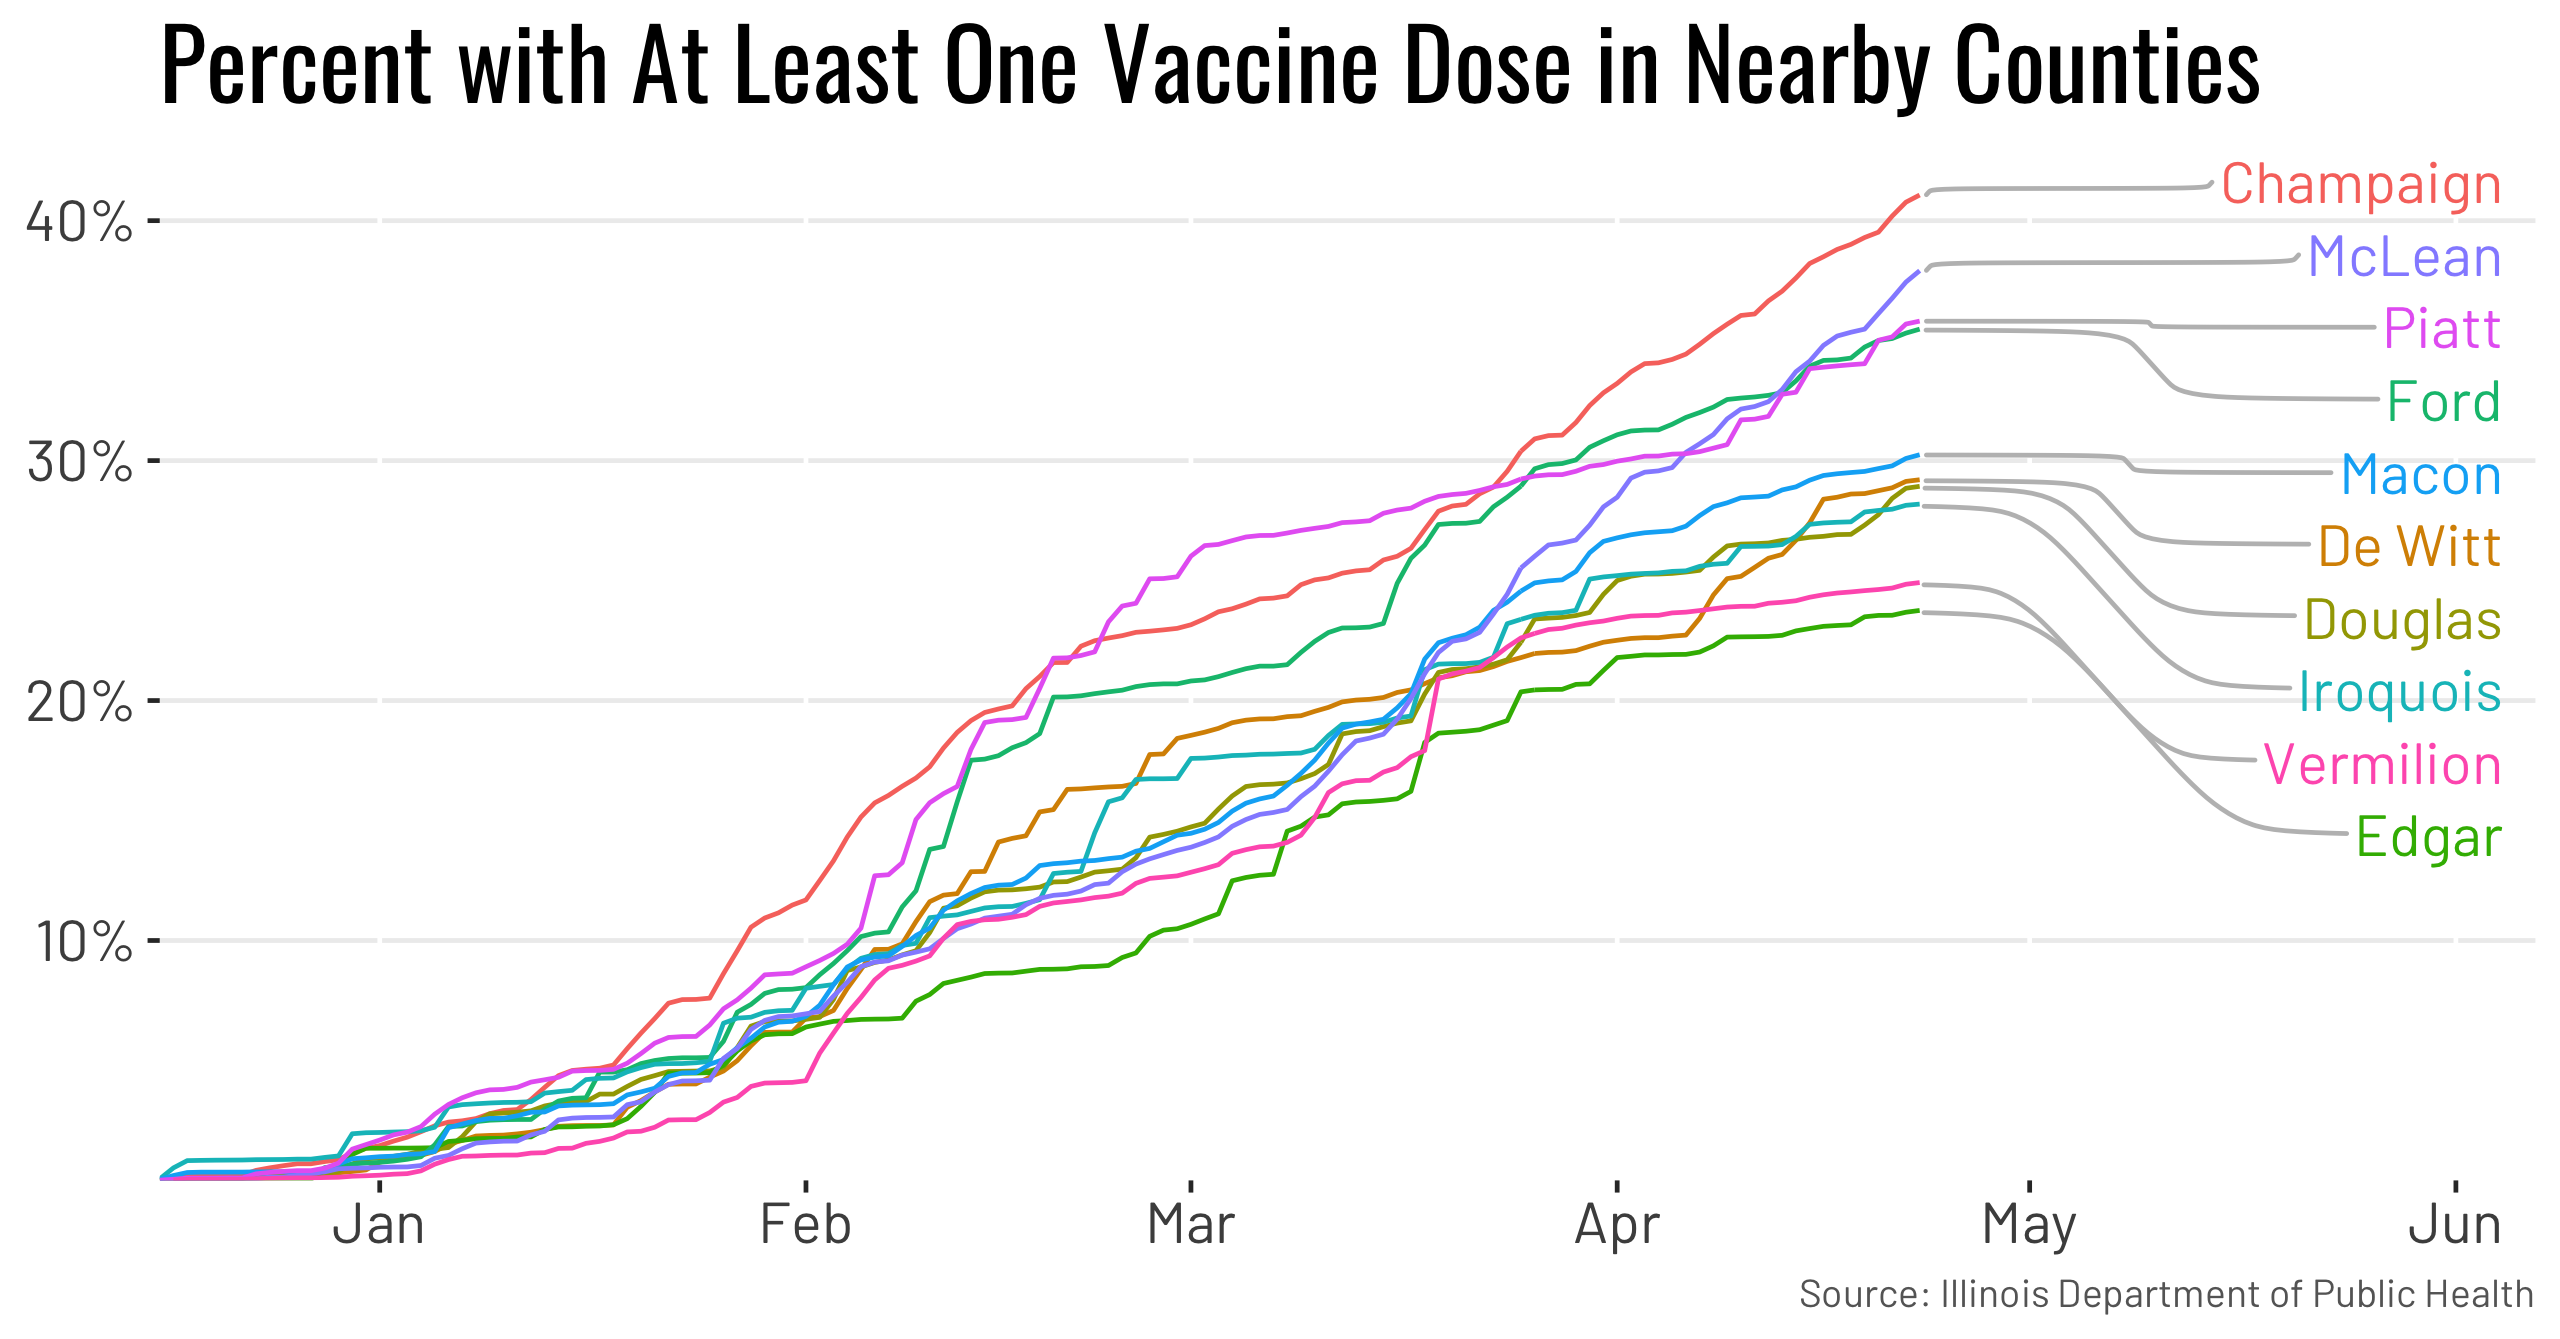 Percent with At Least One Vaccine Dose in Nearby Counties
40%
30%
20%
10%
Champaign
McLean
Piatt
Ford
Macon
De Witt
Douglas
Iroquois
Vermilion
Edgar
Jan Feb Mar Apr May Jun
Source: Illinois Department of Public Health